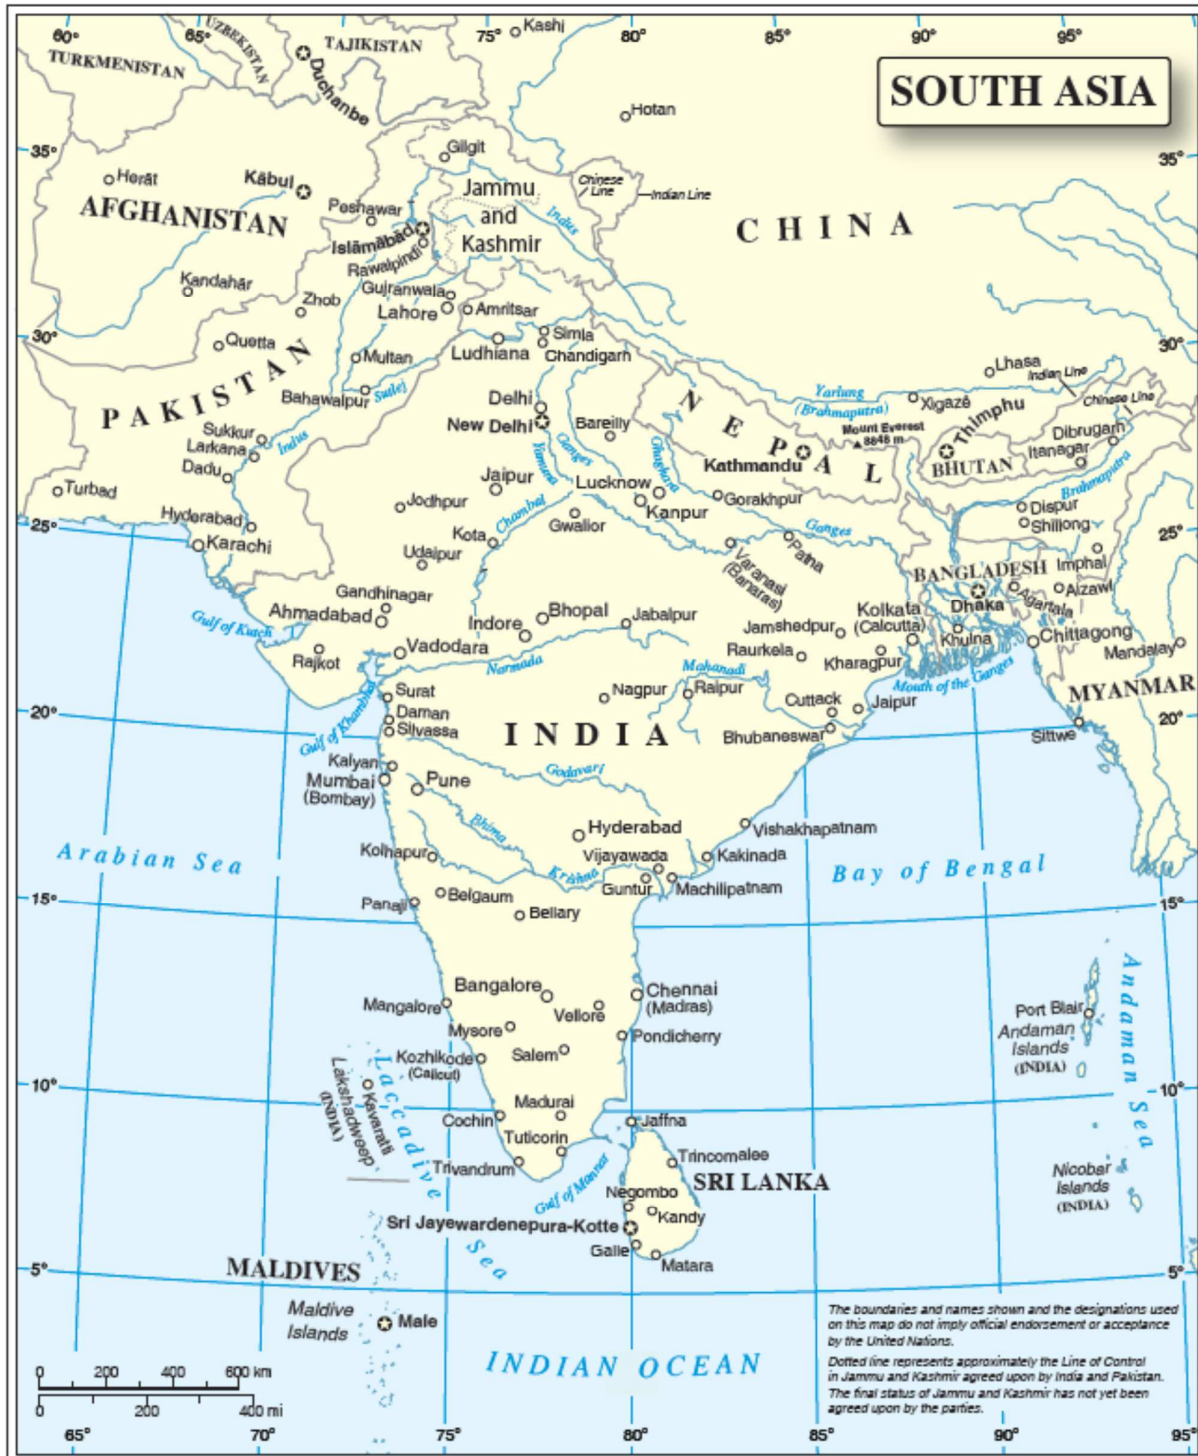 60°
65°
75°
80°
85°
90°
95°
SOUTH ASIA
UZBEKISTAN
TAJIKISTAN
TURKMENISTAN
Duchanbe
Kashi
Hotan
35°
35°
Herāt
Kābul
AFGHANISTAN
Gilgit
Jammu
and
Kashmir
Chinese
Line
Indian Line
Indus
CHINA
Peshawar
Islāmābād
Rawalpindi
Kandahār
Zhob
Gujranwala
Lahore
Amritsar
30°
30°
Quetta
Multan
Ludhiana
Simla
Chandigarh
PAKISTAN
Bahawalpur
Sutlej
Delhi
New Delhi
Bareilly
NEPAL
Yarlung
(Brahmaputra)
Lhasa
Xigazê
Indian Line
Chinese Line
Mount Everest
8848 m
Thimphu
BHUTAN
Dibrugarh
Itanagar
Brahmaputra
Sukkur
Larkana
Indus
Dadu
Turbad
Yamuna
Ganges
Ghaghara
Kathmandu
Jaipur
Lucknow
Kanpur
Gorakhpur
Jodhpur
Chambal
Gwalior
Ganges
Dispur
Shillong
25°
25°
Hyderabad
Karachi
Kota
Udaipur
Varanasi
(Banaras)
Patna
BANGLADESH
Imphal
Aizawl
Agartala
Dhaka
Gandhinagar
Ahmadabad
Gulf of Kutch
Rajkot
Vadodara
Indore
Bhopal
Jabalpur
Jamshedpur
Raurkela
Kolkata
(Calcutta)
Kharagpur
Khulna
Chittagong
Mandalay
Narmada
Mahanadi
Mouth of the Ganges
MYANMAR
Surat
Daman
Silvassa
Gulf of Khambhat
Nagpur
Raipur
Cuttack
Jaipur
Bhubaneswar
Sittwe
20°
20°
INDIA
Kalyan
Mumbai
(Bombay)
Pune
Godavari
Bhima
Hyderabad
Vishakhapatnam
Arabian Sea
Kolhapur
Vijayawada
Kakinada
Krishna
Guntur
Machilipatnam
Bay of Bengal
15°
15°
Panaji
Belgaum
Bellary
Bangalore
Chennai
(Madras)
Mangalore
Vellore
Mysore
Pondicherry
Kozhikode
(Calicut)
Salem
Port Blair
Andaman
Islands
(INDIA)
Andaman Sea
10°
10°
Laccadive
Sea
Kavaratti
Lakshadweep
(INDIA)
Cochin
Madurai
Tuticorin
Trivandrum
Gulf of Mannar
Jaffna
Trincomalee
SRI LANKA
Negombo
Kandy
Sri Jayewardenepura-Kotte
Galle
Matara
Nicobar
Islands
(INDIA)
5°
5°
MALDIVES
Maldive
Islands
Male
INDIAN OCEAN
The boundaries and names shown and the designations used
on this map do not imply official endorsement or acceptance
by the United Nations.
Dotted line represents approximately the Line of Control
in Jammu and Kashmir agreed upon by India and Pakistan.
The final status of Jammu and Kashmir has not yet been
agreed upon by the parties.
0 200 400 600 km
0 200 400 mi
65°
70°
75°
80°
85°
90°
95°